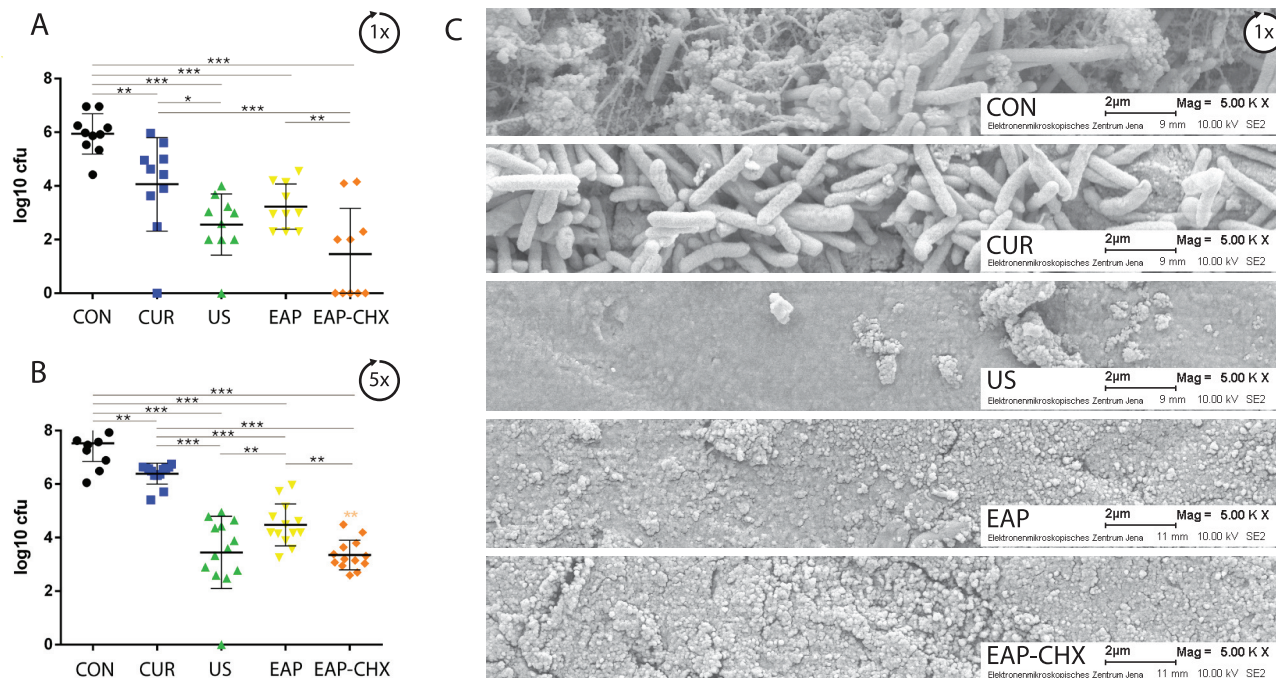 A
1x
***
***
***
**
*
***
**
log10 cfu
8
6
4
2
0
CON CUR US EAP EAP-CHX
B
5x
***
***
***
**
***
***
***
**
**
**
log10 cfu
8
6
4
2
0
CON CUR US EAP EAP-CHX
C
1x
CON 2µm Mag = 5.00 K X
Elektronenmikroskopisches Zentrum Jena 9 mm 10.00 kV SE2
CUR 2µm Mag = 5.00 K X
Elektronenmikroskopisches Zentrum Jena 9 mm 10.00 kV SE2
US 2µm Mag = 5.00 K X
Elektronenmikroskopisches Zentrum Jena 9 mm 10.00 kV SE2
EAP 2µm Mag = 5.00 K X
Elektronenmikroskopisches Zentrum Jena 11 mm 10.00 kV SE2
EAP-CHX 2µm Mag = 5.00 K X
Elektronenmikroskopisches Zentrum Jena 11 mm 10.00 kV SE2